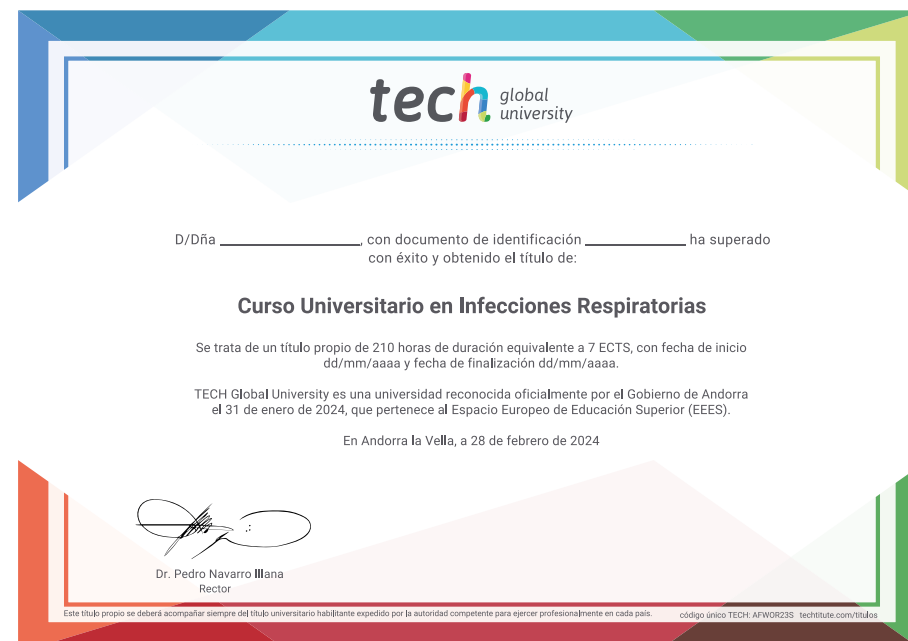 tech global university
D/Dña ____________, con documento de identificación ____________ ha superado
con éxito y obtenido el título de:
Curso Universitario en Infecciones Respiratorias
Se trata de un título propio de 210 horas de duración equivalente a 7 ECTS, con fecha de inicio
dd/mm/aaaa y fecha de finalización dd/mm/aaaa.
TECH Global University es una universidad reconocida oficialmente por el Gobierno de Andorra
el 31 de enero de 2024, que pertenece al Espacio Europeo de Educación Superior (EEES).
En Andorra la Vella, a 28 de febrero de 2024
Dr. Pedro Navarro Illana
Rector
Este título propio se deberá acompañar siempre del título universitario habilitante expedido por la autoridad competente para ejercer profesionalmente en cada país.
código único TECH: AFWOR23S techtitute.com/titulos